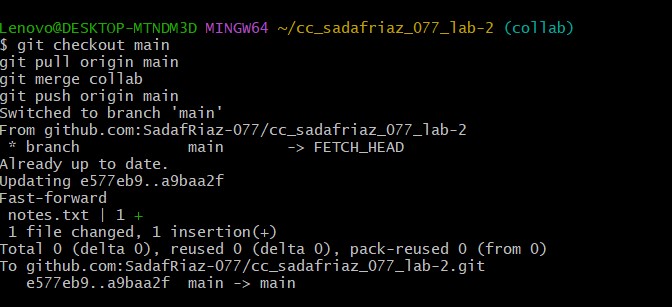 Lenovo@DESKTOP-MTNDM3D MINGW64 ~/cc_sadafriaz_077_lab-2 (collab)
$ git checkout main
git pull origin main
git merge collab
git push origin main
Switched to branch 'main'
From github.com:SadafRiaz-077/cc_sadafriaz_077_lab-2
 * branch            main       -> FETCH_HEAD
Already up to date.
Updating e577eb9..a9baa2f
Fast-forward
 notes.txt | 1 +
 1 file changed, 1 insertion(+)
Total 0 (delta 0), reused 0 (delta 0), pack-reused 0 (from 0)
To github.com:SadafRiaz-077/cc_sadafriaz_077_lab-2.git
   e577eb9..a9baa2f  main -> main